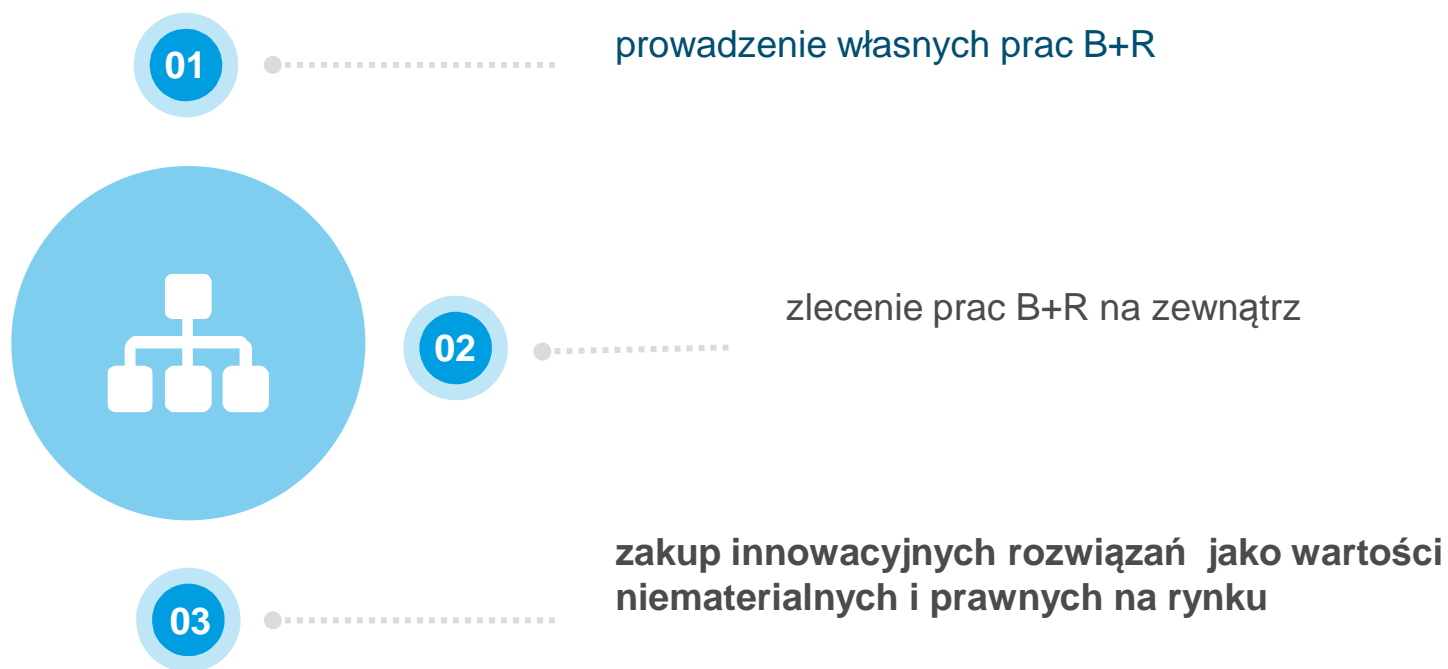 01
prowadzenie własnych prac B+R
02
zlecenie prac B+R na zewnątrz
03
zakup innowacyjnych rozwiązań  jako wartości
niematerialnych i prawnych na rynku